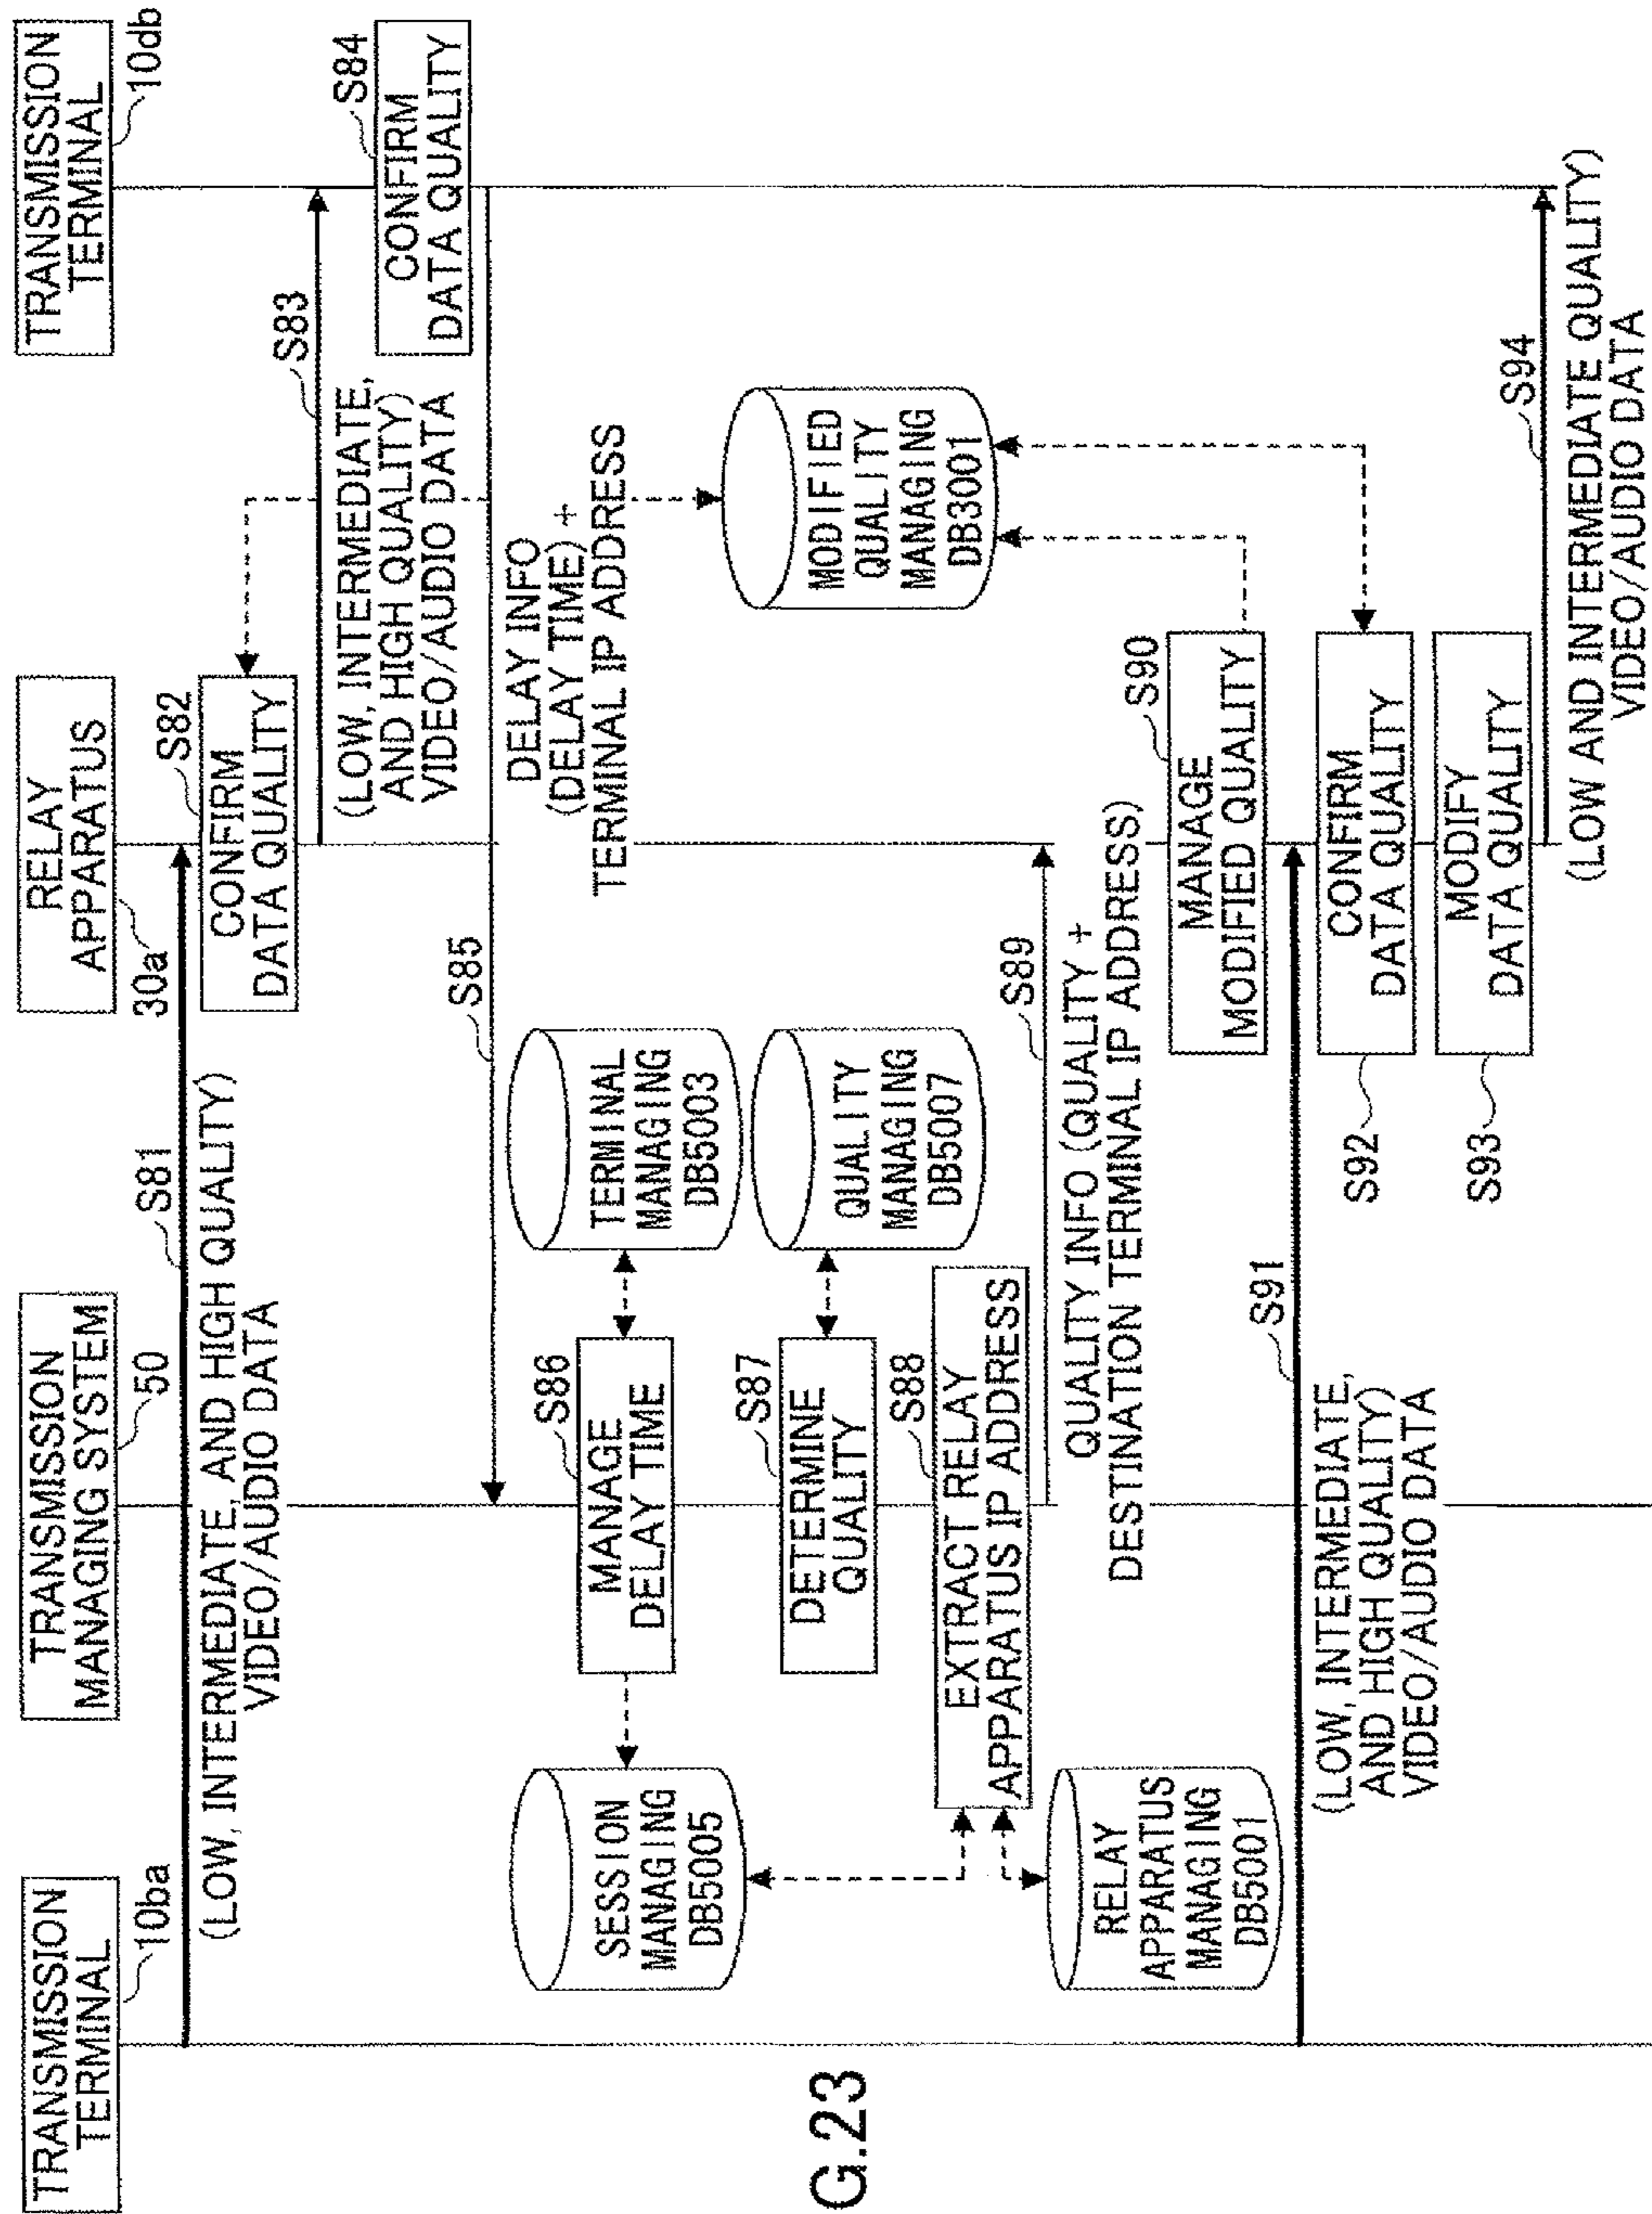 TRANSMISSION
TERMINAL
10ba
TRANSMISSION
MANAGING SYSTEM
50
RELAY
APPARATUS
30a
TRANSMISSION
TERMINAL
10db
S81
(LOW, INTERMEDIATE, AND HIGH QUALITY)
VIDEO/AUDIO DATA
S82
CONFIRM
DATA QUALITY
S83
(LOW, INTERMEDIATE,
AND HIGH QUALITY)
VIDEO/AUDIO DATA
S84
CONFIRM
DATA QUALITY
S85
DELAY INFO
(DELAY TIME) +
TERMINAL IP ADDRESS
S86
MANAGE
DELAY TIME
SESSION
MANAGING
DB5005
TERMINAL
MANAGING
DB5003
S87
DETERMINE
QUALITY
QUALITY
MANAGING
DB5007
MODIFIED
QUALITY
MANAGING
DB3001
S88
EXTRACT RELAY
APPARATUS IP ADDRESS
RELAY
APPARATUS
MANAGING
DB5001
S89
QUALITY INFO (QUALITY +
DESTINATION TERMINAL IP ADDRESS)
S90
MANAGE
MODIFIED QUALITY
S91
(LOW, INTERMEDIATE,
AND HIGH QUALITY)
VIDEO/AUDIO DATA
S92
CONFIRM
DATA QUALITY
S93
MODIFY
DATA QUALITY
S94
(LOW AND INTERMEDIATE QUALITY)
VIDEO/AUDIO DATA
G.23